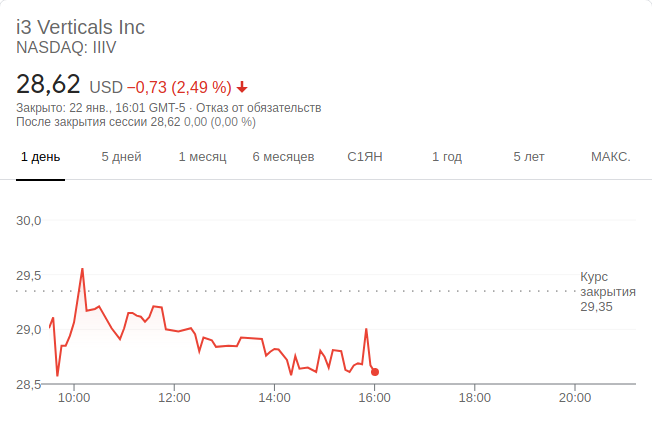 i3 Verticals Inc
NASDAQ: IIIV
28,62 USD −0,73 (2,49 %)
Закрыто: 22 янв., 16:01 GMT-5 · Отказ от обязательств
После закрытия сессии 28,62 0,00 (0,00 %)
1 день 5 дней 1 месяц 6 месяцев С1ЯН 1 год 5 лет МАКС.
30,0
29,5
Курс
закрытия
29,35
29,0
28,5
10:00 12:00 14:00 16:00 18:00 20:00